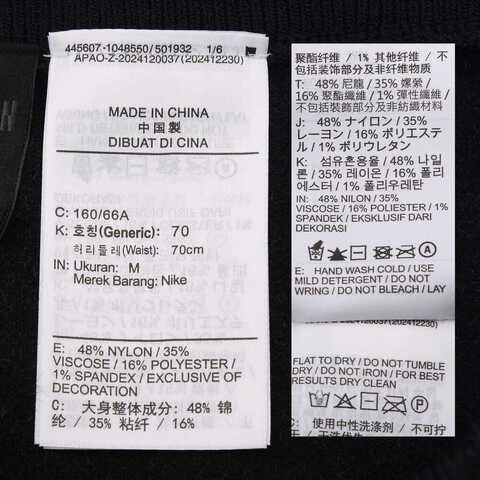 445607-1048550/501932 1/6
APAO-Z-2024120037(202412230)
MADE IN CHINA
中国製
DIBUAT DI CINA
C: 160/66A
K: 호칭(Generic): 70
허리둘레(Waist): 70cm
IN: Ukuran: M
Merek Barang: Nike
E: 48% NYLON / 35%
VISCOSE / 16% POLYESTER /
1% SPANDEX / EXCLUSIVE OF
DECORATION
C: 大身整体成分: 48% 锦
纶 / 35% 粘纤 / 16%
聚酯纤维 / 1% 其他纤维 / 不
包括装饰部分及非纤维物质
T: 48% 尼龍 / 35% 嫘縈 /
16% 聚酯纖維 / 1% 彈性纖維 /
不包括裝飾部分及非紡織材料
J: 48% ナイロン / 35%
レーヨン / 16% ポリエステ
ル / 1% ポリウレタン
K: 섬유혼용율 / 48% 나일
론 / 35% 레이온 / 16% 폴리
에스터 / 1% 폴리우레탄
IN: 48% NILON / 35%
VISCOSE / 16% POLIESTER / 1%
SPANDEX / EKSKLUSIF DARI
DEKORASI
E: HAND WASH COLD / USE
MILD DETERGENT / DO NOT
WRING / DO NOT BLEACH / LAY
FLAT TO DRY / DO NOT TUMBLE
DRY / DO NOT IRON / FOR BEST
RESULTS DRY CLEAN
C: 使用中性洗涤剂 / 不可拧